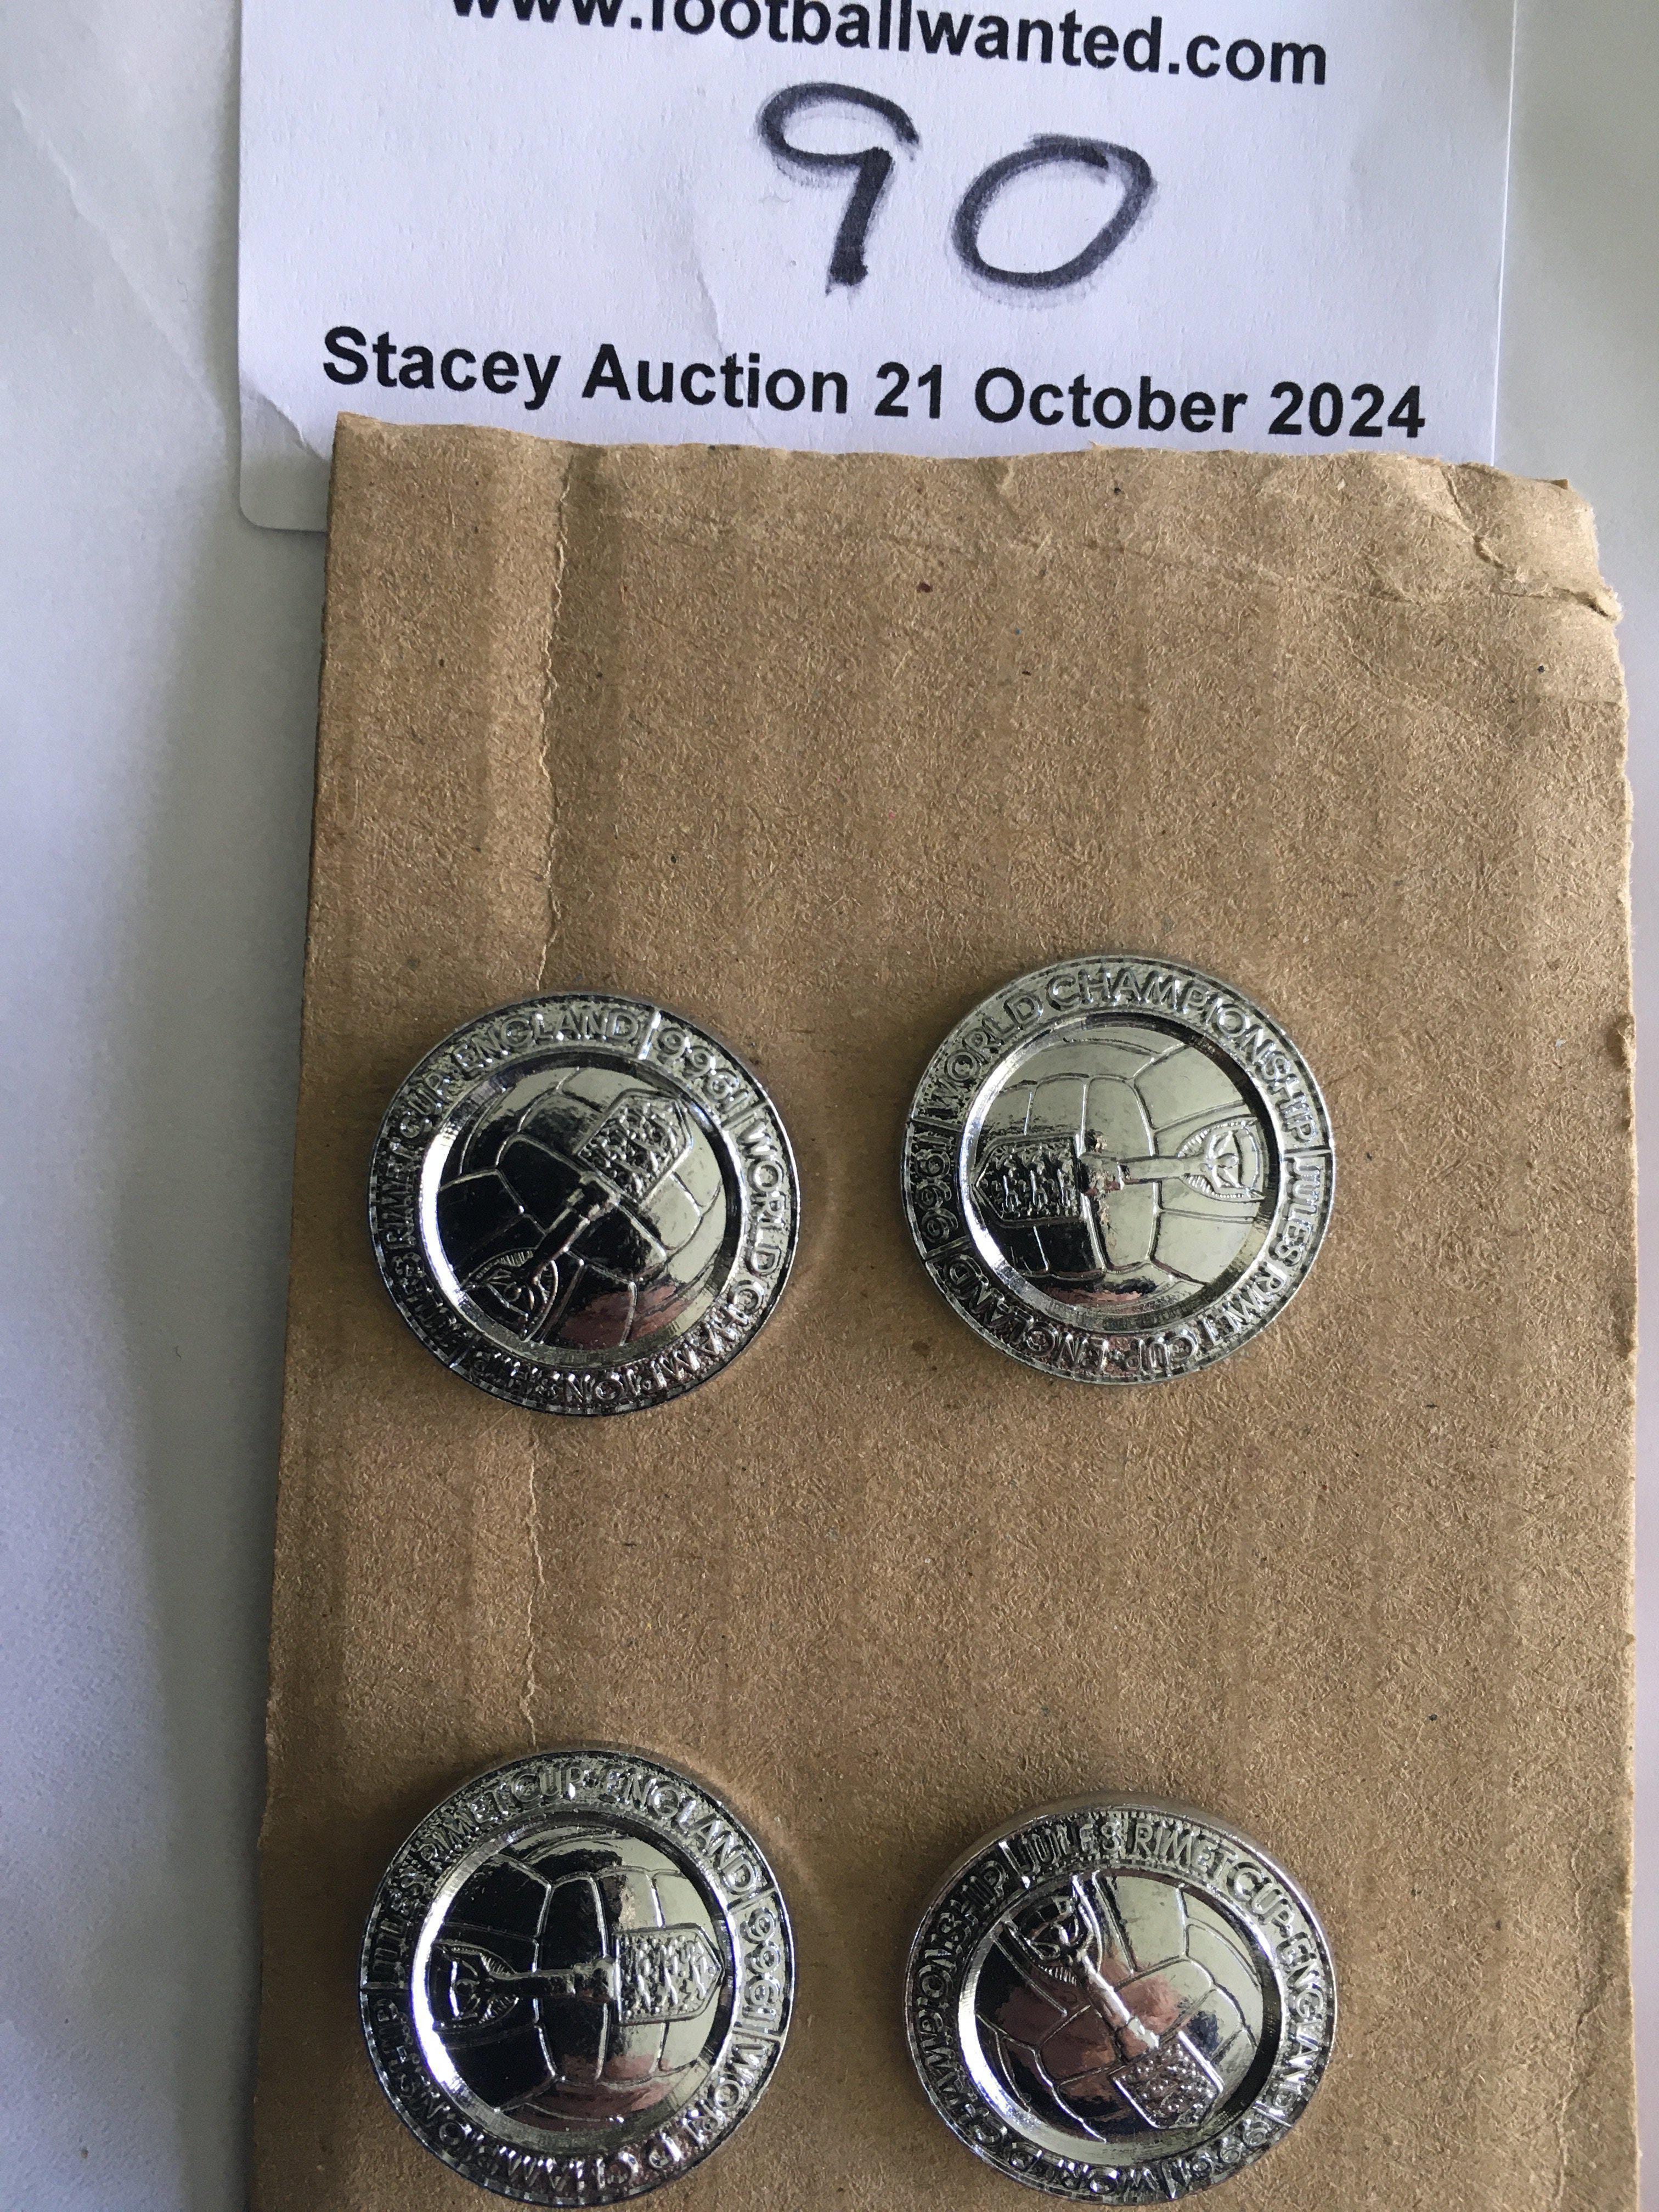 www.footballwanted.com
90
Stacey Auction 21 October 2024
JULES RIMET CUP·ENGLAND 1966 WORLD CHAMPIONSHIP
WORLD CHAMPIONSHIP JULES RIMET CUP·ENGLAND 1966
JULES RIMET CUP·ENGLAND 1966 WORLD CHAMPIONSHIP
JULES RIMET CUP·ENGLAND 1966 WORLD CHAMPIONSHIP